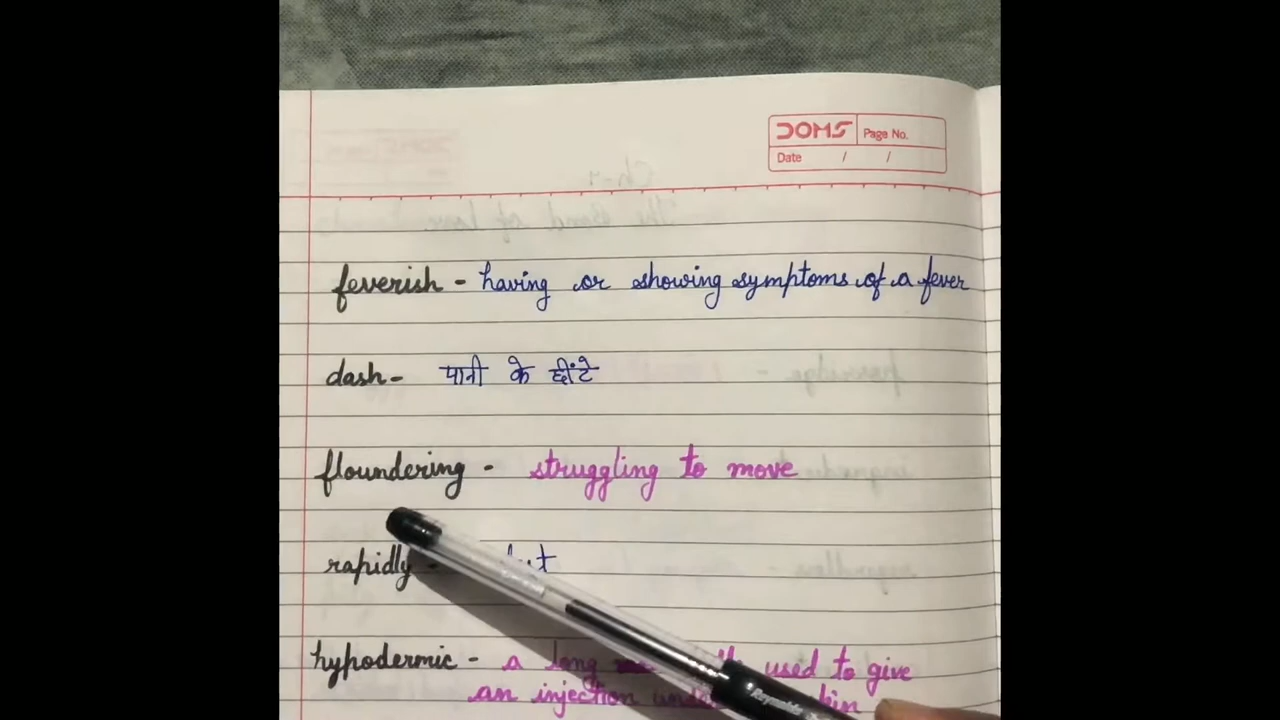 DOMS Page No.
Date / /
feverish - having or showing symptoms of a fever
dash - पानी के छींटे
floundering - struggling to move
rapidly -
hypodermic - a long used to give
an injection
Reynolds